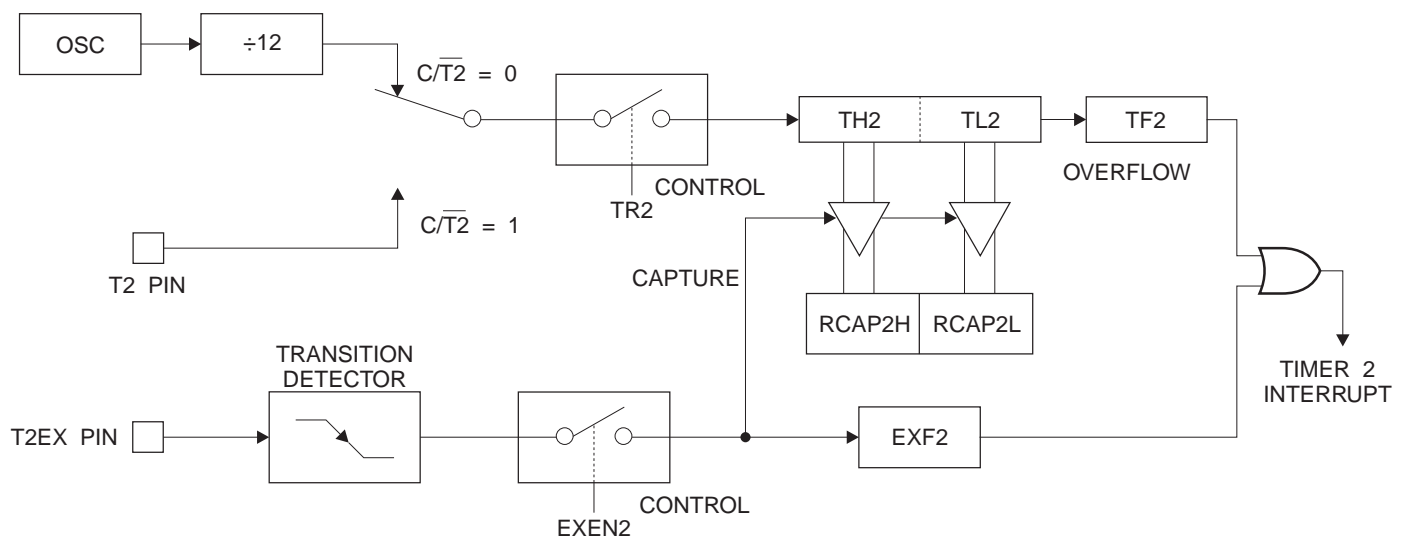 OSC
÷12
C/T2̅ = 0
TH2
TL2
TF2
OVERFLOW
CONTROL
TR2
C/T2̅ = 1
T2 PIN
CAPTURE
RCAP2H
RCAP2L
TRANSITION
DETECTOR
TIMER 2
INTERRUPT
T2EX PIN
EXF2
CONTROL
EXEN2